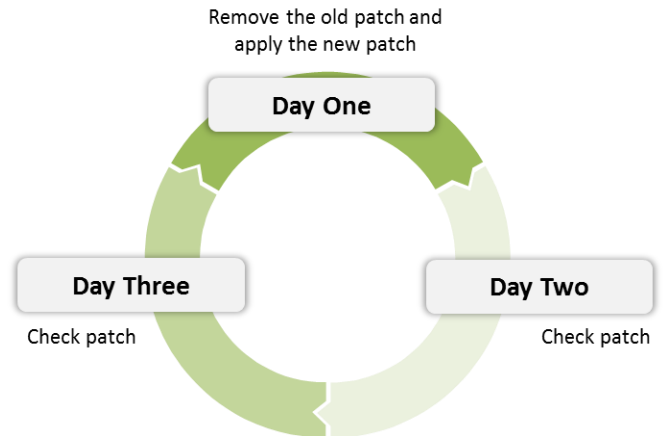 Remove the old patch and
apply the new patch
Day One
Day Three
Day Two
Check patch
Check patch